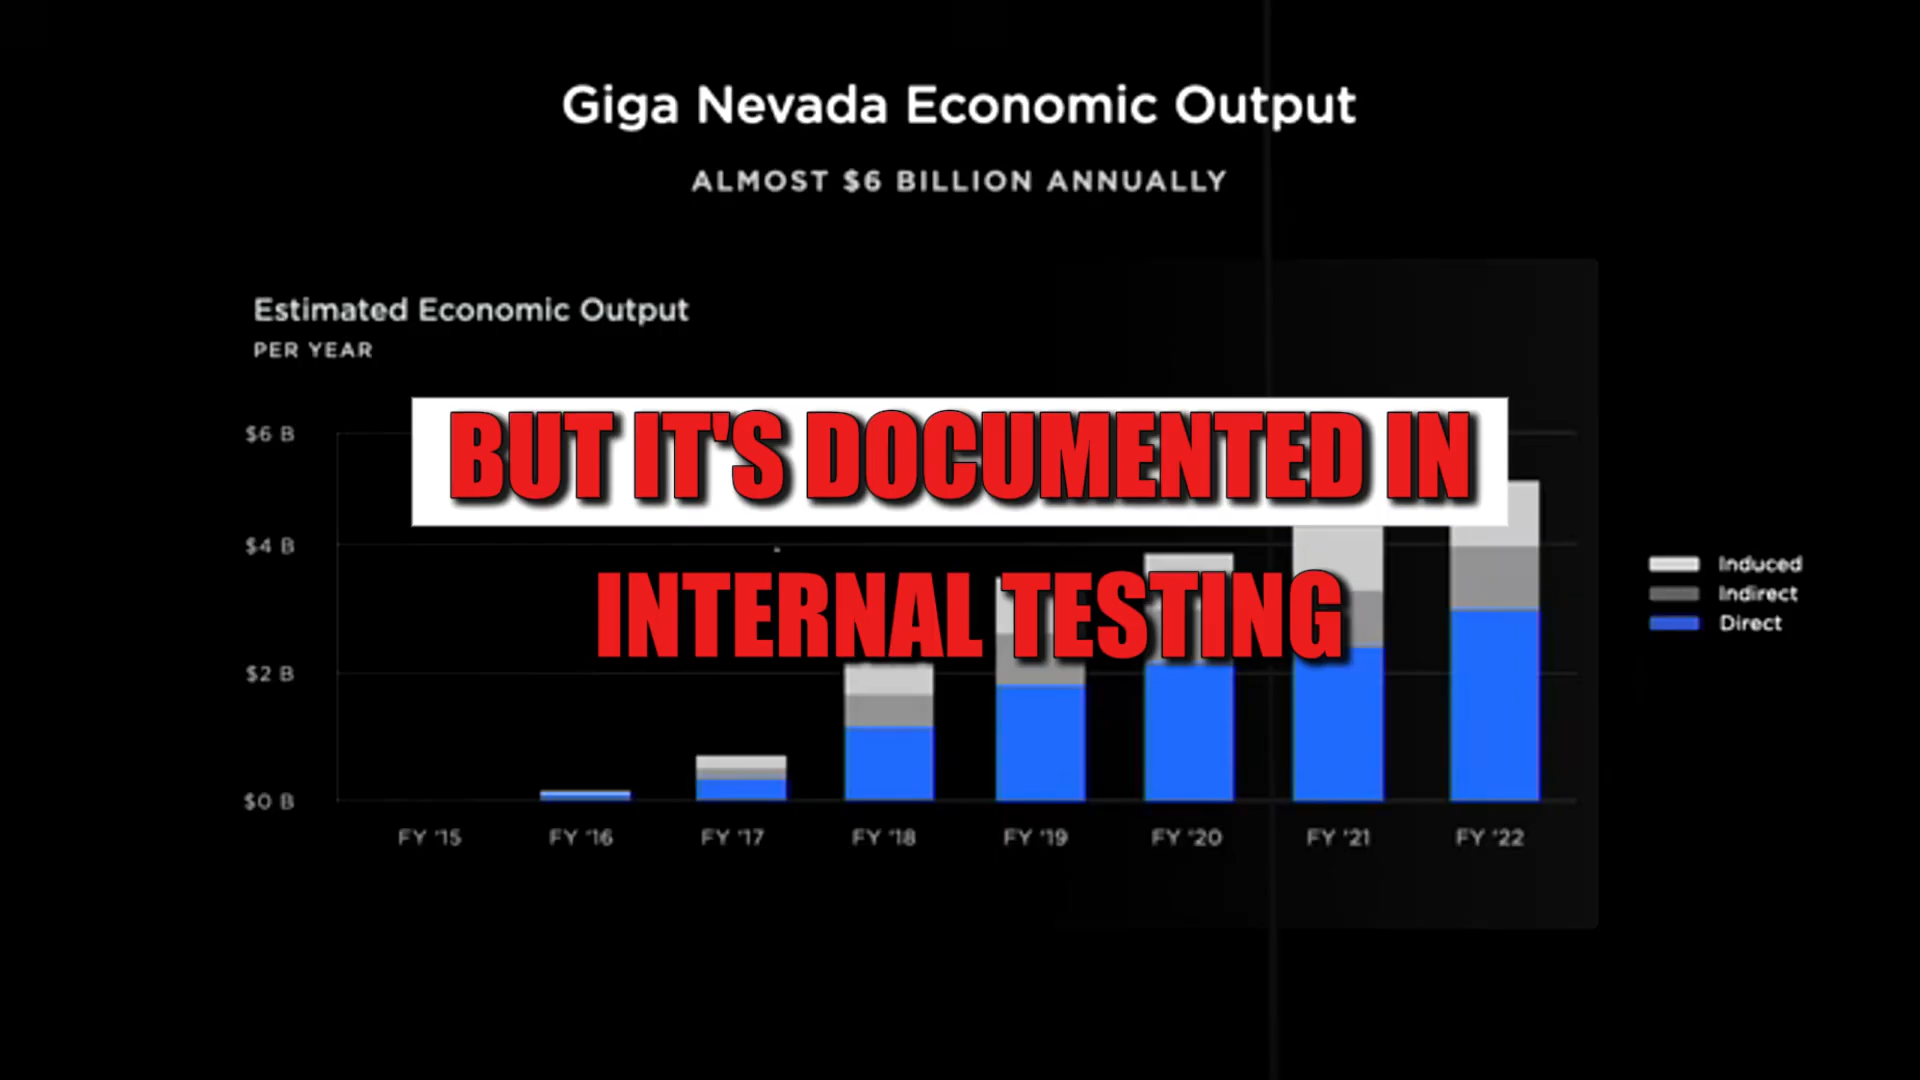 Giga Nevada Economic Output
ALMOST $6 BILLION ANNUALLY
Estimated Economic Output
PER YEAR
BUT IT'S DOCUMENTED IN
INTERNAL TESTING
$6 B
$4 B
$2 B
$0 B
Induced
Indirect
Direct
FY '15
FY '16
FY '17
FY '18
FY '19
FY '20
FY '21
FY '22